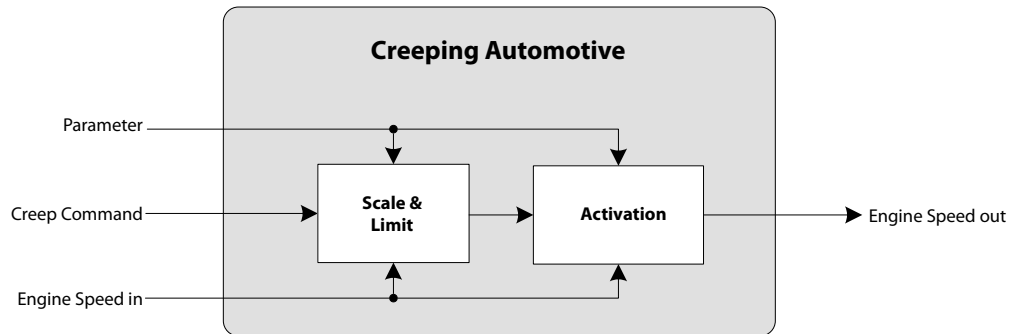 Creeping Automotive
Parameter
Scale &
Limit
Activation
Creep Command
Engine Speed out
Engine Speed in